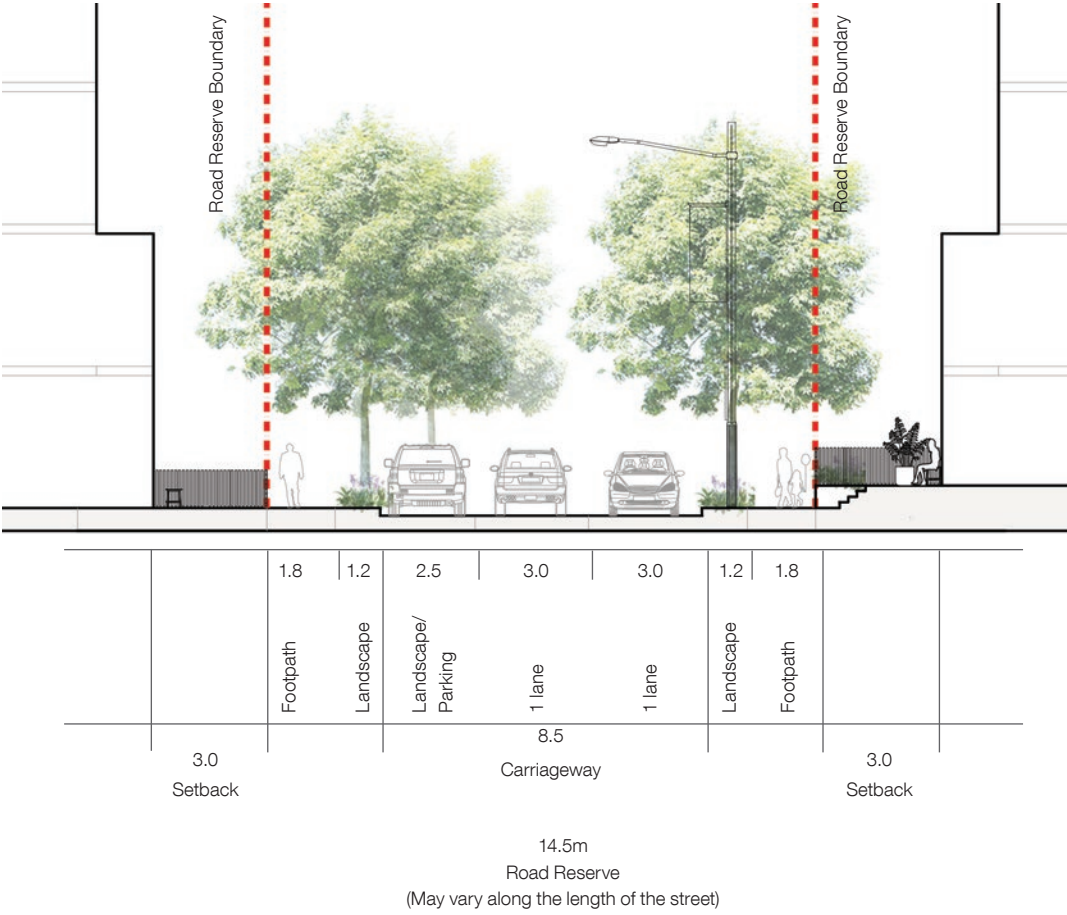 Road Reserve Boundary
Road Reserve Boundary
1.8
1.2
2.5
3.0
3.0
1.2
1.8
Footpath
Landscape
Landscape/
Parking
1 lane
1 lane
Landscape
Footpath
8.5
Carriageway
3.0
Setback
3.0
Setback
14.5m
Road Reserve
(May vary along the length of the street)